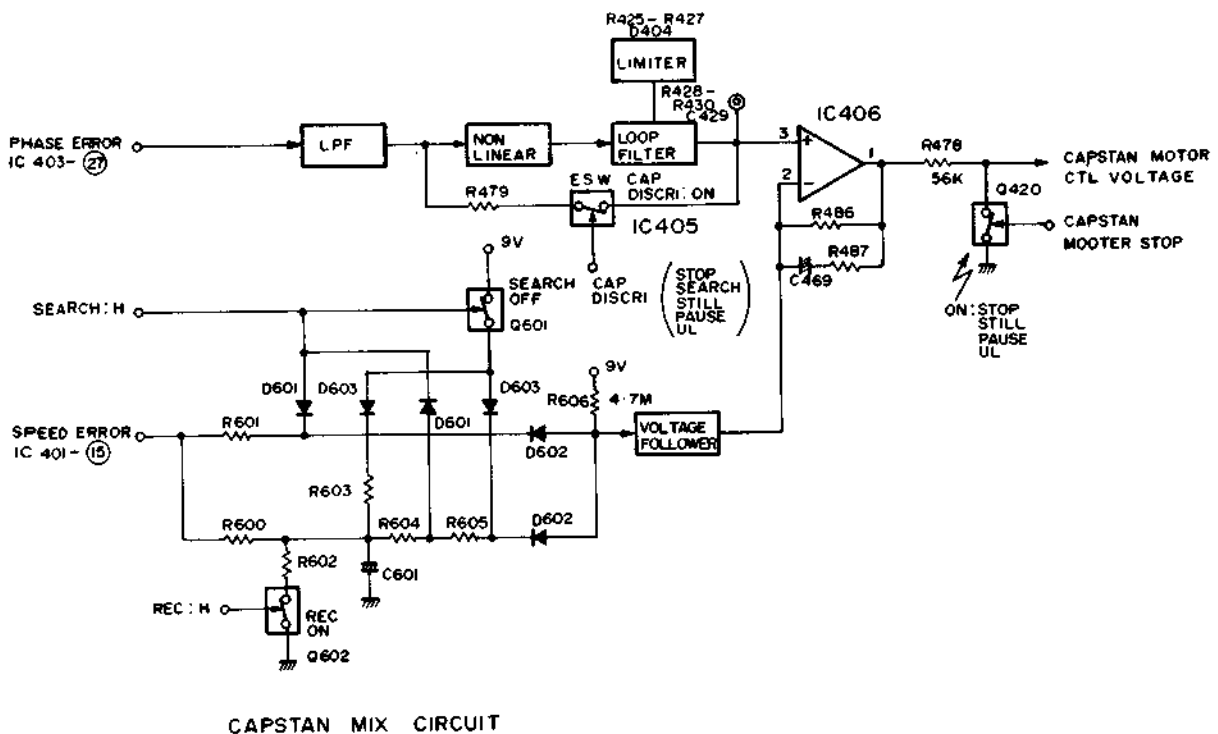 R425-R427
D404
LIMITER
R428-
R430
C429
IC406
PHASE ERROR
IC 403-㉗
LPF
NON
LINEAR
LOOP
FILTER
3
+
1
R478
56K
CAPSTAN MOTOR
CTL VOLTAGE
2
-
R479
ESW
CAP
DISCRI:ON
IC405
Q420
R486
R487
C469
CAPSTAN
MOOTER STOP
9V
SEARCH
OFF
Q601
CAP
DISCRI
(STOP
SEARCH
STILL
PAUSE
UL)
ON:STOP
STILL
PAUSE
UL
SEARCH:H
D601
D603
D601
D603
9V
R606
4.7M
SPEED ERROR
IC 401-⑮
R601
D602
VOLTAGE
FOLLOWER
R603
R600
R604
R605
D602
R602
C601
REC:H
REC
ON
Q602
CAPSTAN MIX CIRCUIT